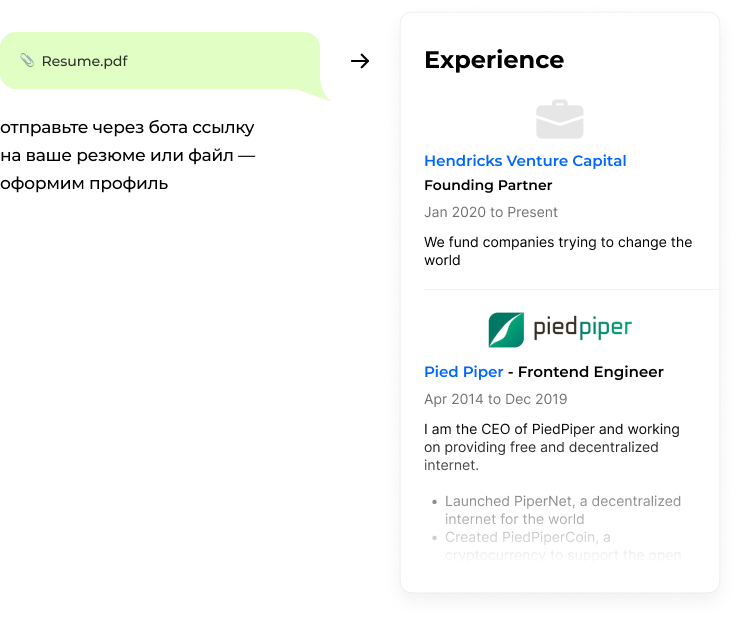 Resume.pdf
отправьте через бота ссылку
на ваше резюме или файл —
оформим профиль
Experience
Hendricks Venture Capital
Founding Partner
Jan 2020 to Present
We fund companies trying to change the
world
piedpiper
Pied Piper - Frontend Engineer
Apr 2014 to Dec 2019
I am the CEO of PiedPiper and working
on providing free and decentralized
internet.
• Launched PiperNet, a decentralized
internet for the world
• Created PiedPiperCoin, a
cryptocurrency to support the open